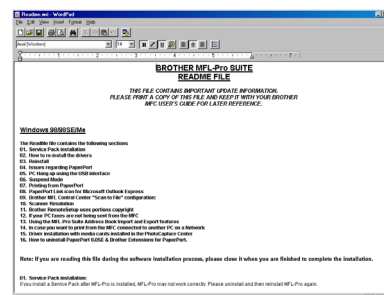 Readme.wri - WordPad
File Edit View Insert Format Help
Arial (Western)
14
BROTHER MFL-Pro SUITE
README FILE
THIS FILE CONTAINS IMPORTANT UPDATE INFORMATION.
PLEASE PRINT A COPY OF THIS FILE AND KEEP IT WITH YOUR BROTHER
MFC USER'S GUIDE FOR LATER REFERENCE.
Windows 98/98SE/Me
The ReadMe file contains the following sections
01. Service Pack installation
02. How to re-install the drivers
03. Reinstall
04. Issues regarding PaperPort
05. PC Hang up using the USB interface
06. Suspend Mode
07. Printing from PaperPort
08. PaperPort Link icon for Microsoft Outlook Express
09. Brother MFL Control Center "Scan to File" configuration:
10. Scanner Resolution
11. Brother RemoteSetup uses portions copyright
12. If your PC Faxes are not being sent from the MFC
13. Using the MFL-Pro Suite Address Book Import and Export features
14. In case you want to print from the MFC connected to another PC on a Network
15. Driver installation with media cards installed in the PhotoCapture Center
16. How to uninstall PaperPort 8.0SE & Brother Extensions for PaperPort.
Note: If you are reading this file during the software installation process, please close it when you are finished to complete the installation.
01. Service Pack installation:
If you install a Service Pack after MFL-Pro is installed, MFL-Pro may not work correctly. Please uninstall and then reinstall MFL-Pro again.